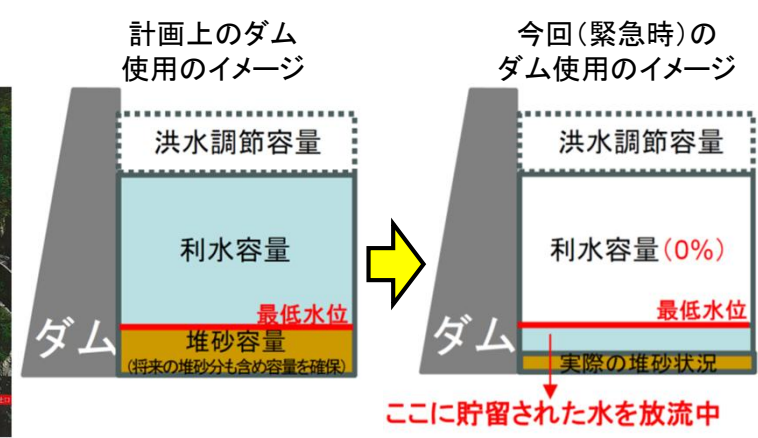 計画上のダム
使用のイメージ
洪水調節容量
利水容量
最低水位
ダム
堆砂容量
(将来の堆砂分も含め容量を確保)
今回(緊急時)の
ダム使用のイメージ
洪水調節容量
利水容量(0%)
最低水位
ダム
実際の堆砂状況
ここに貯留された水を放流中